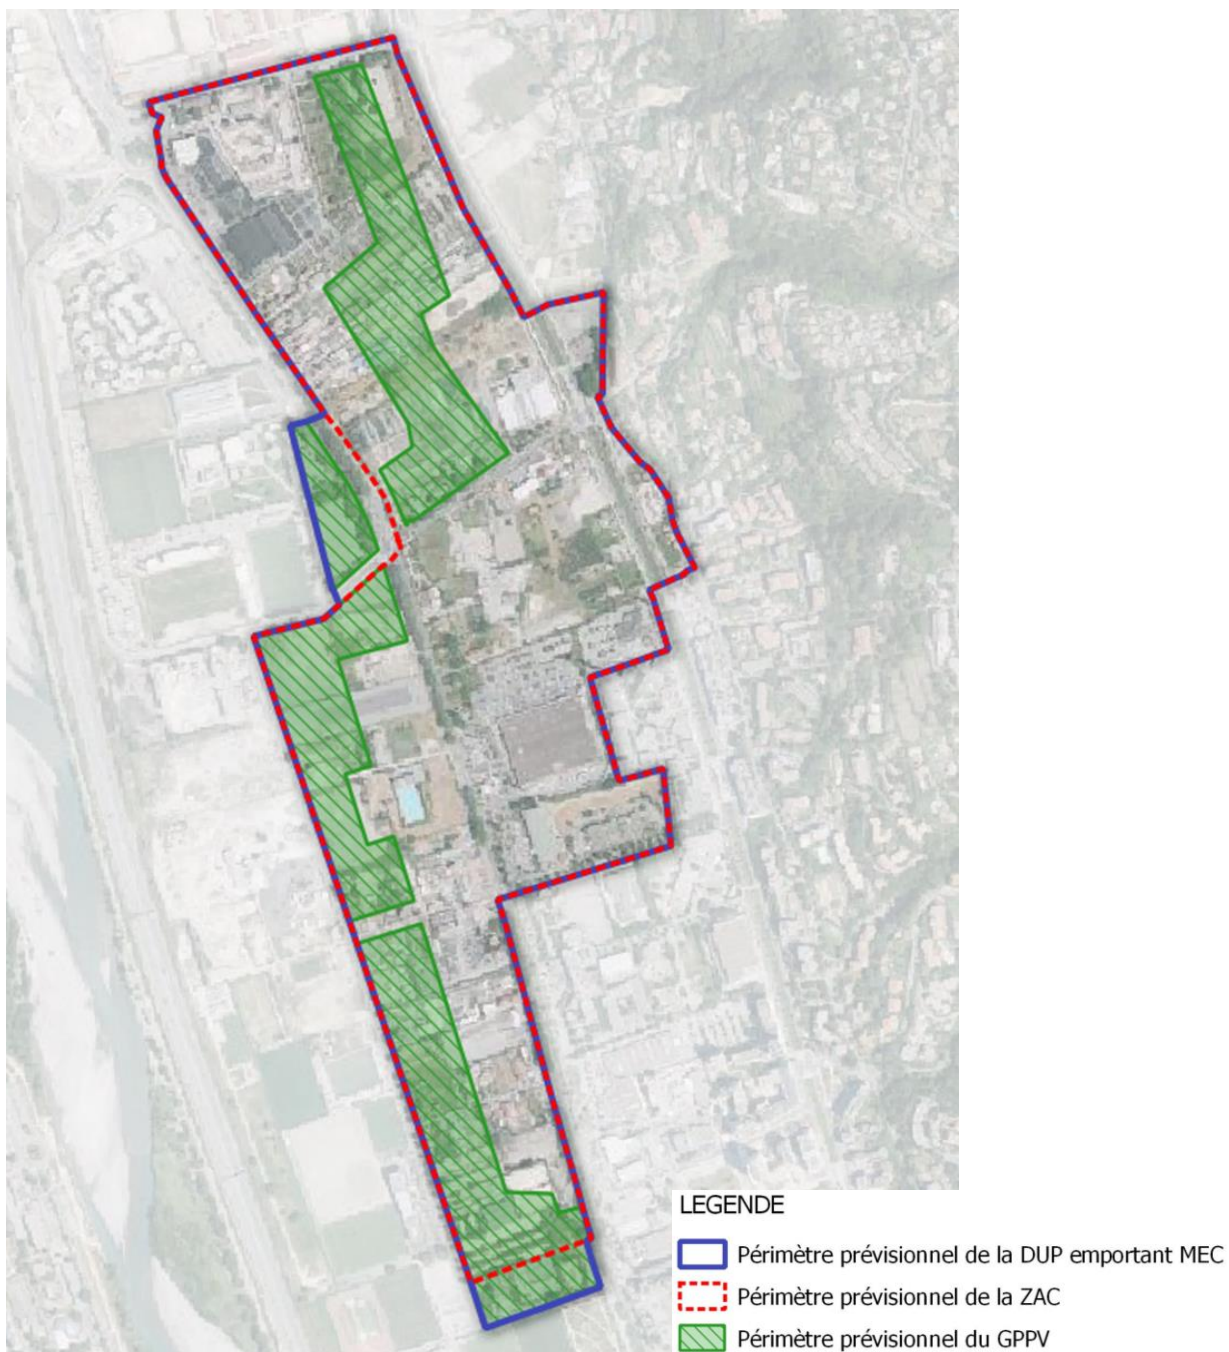 LEGENDE
Périmètre prévisionnel de la DUP emportant MEC
Périmètre prévisionnel de la ZAC
Périmètre prévisionnel du GPPV